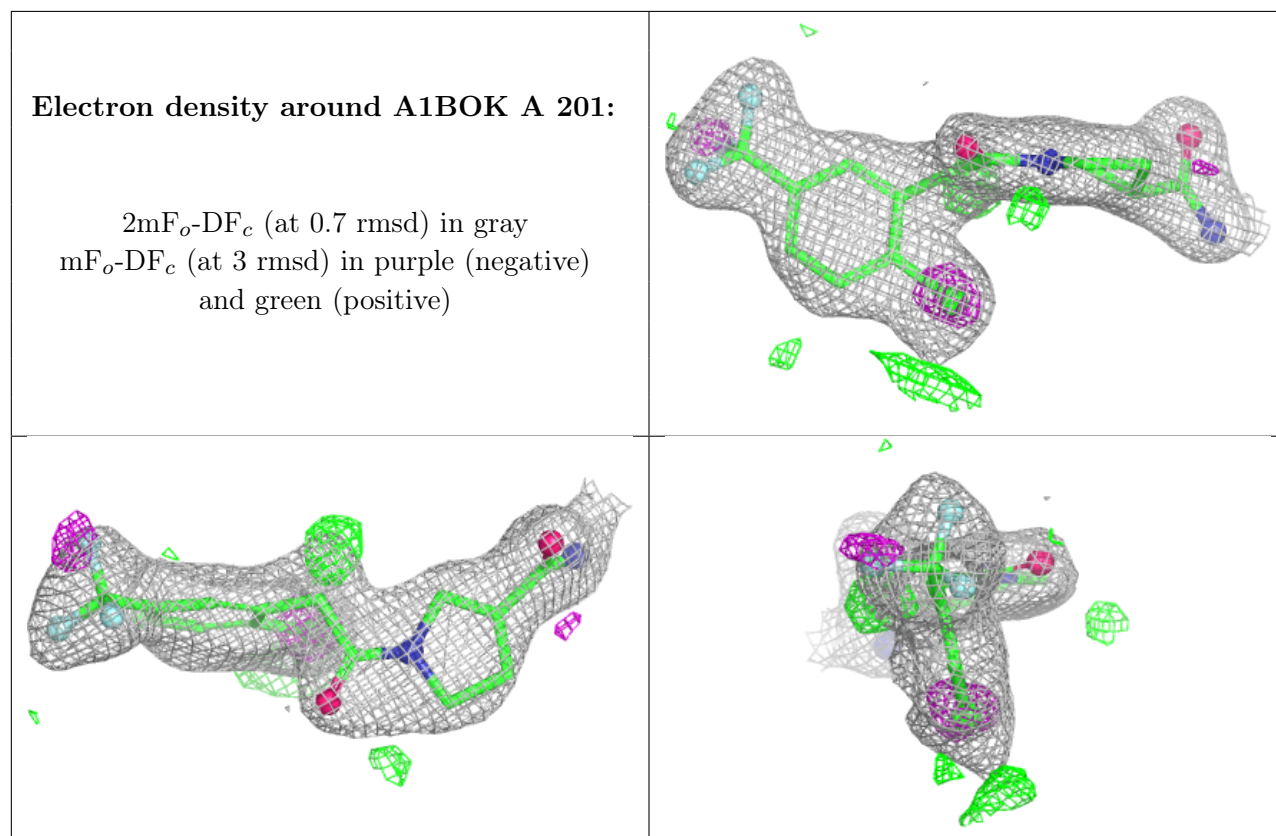 Electron density around A1BOK A 201:
2mFo-DFc (at 0.7 rmsd) in gray
mFo-DFc (at 3 rmsd) in purple (negative)
and green (positive)